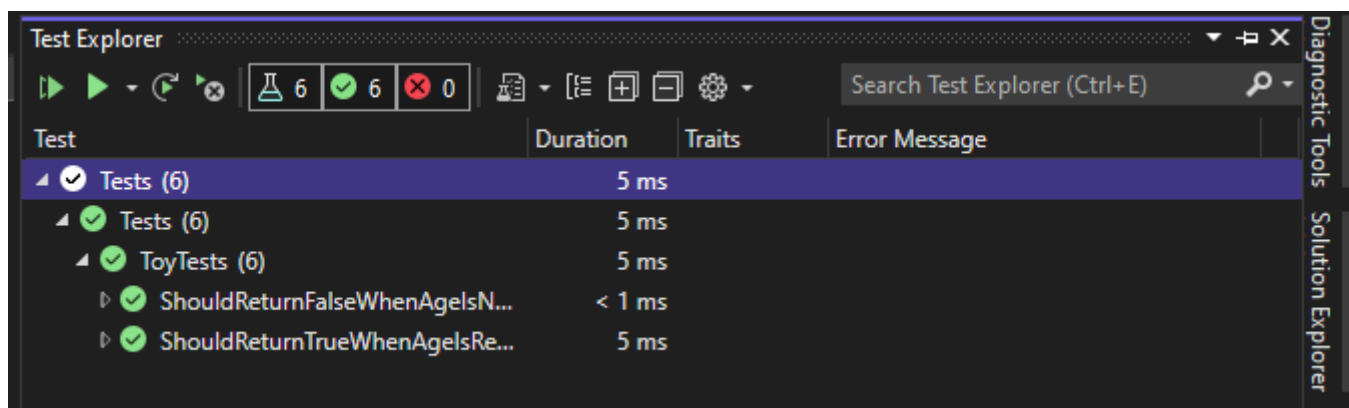 Test Explorer
6 6 0 Search Test Explorer (Ctrl+E)
Test Duration Traits Error Message
Tests (6) 5 ms
Tests (6) 5 ms
ToyTests (6) 5 ms
ShouldReturnFalseWhenAgeIsN... < 1 ms
ShouldReturnTrueWhenAgeIsRe... 5 ms
Diagnostic Tools
Solution Explorer